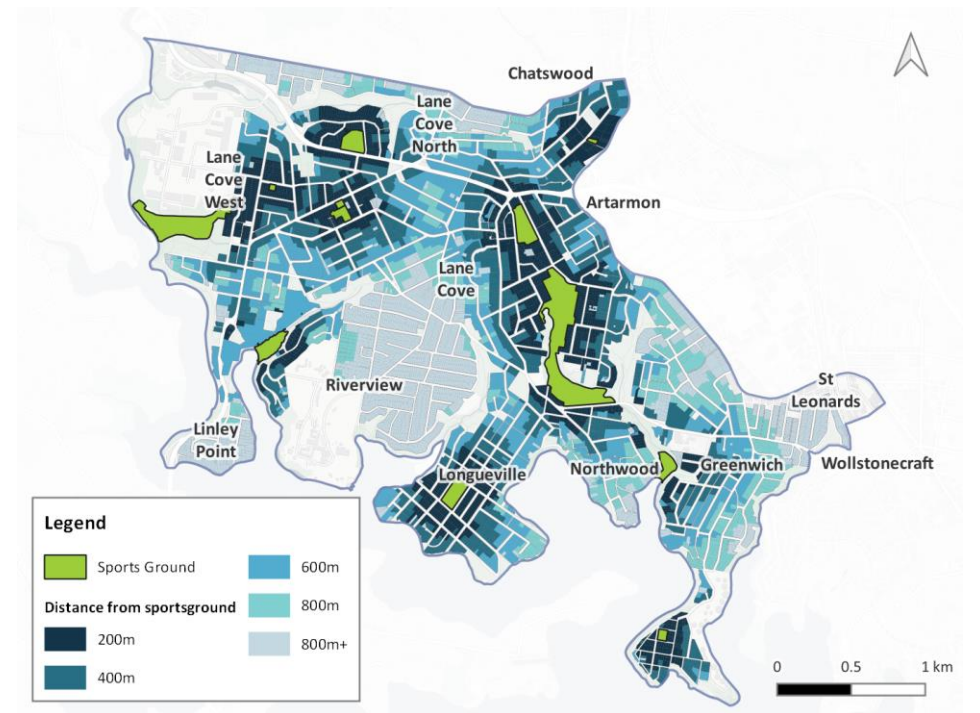 Chatswood
Lane
Cove
North
Lane
Cove
West
Artarmon
Lane
Cove
Riverview
St
Leonards
Linley
Point
Longueville
Northwood
Greenwich
Wollstonecraft
Legend
Sports Ground
Distance from sportsground
200m
400m
600m
800m
800m+
0 0.5 1 km